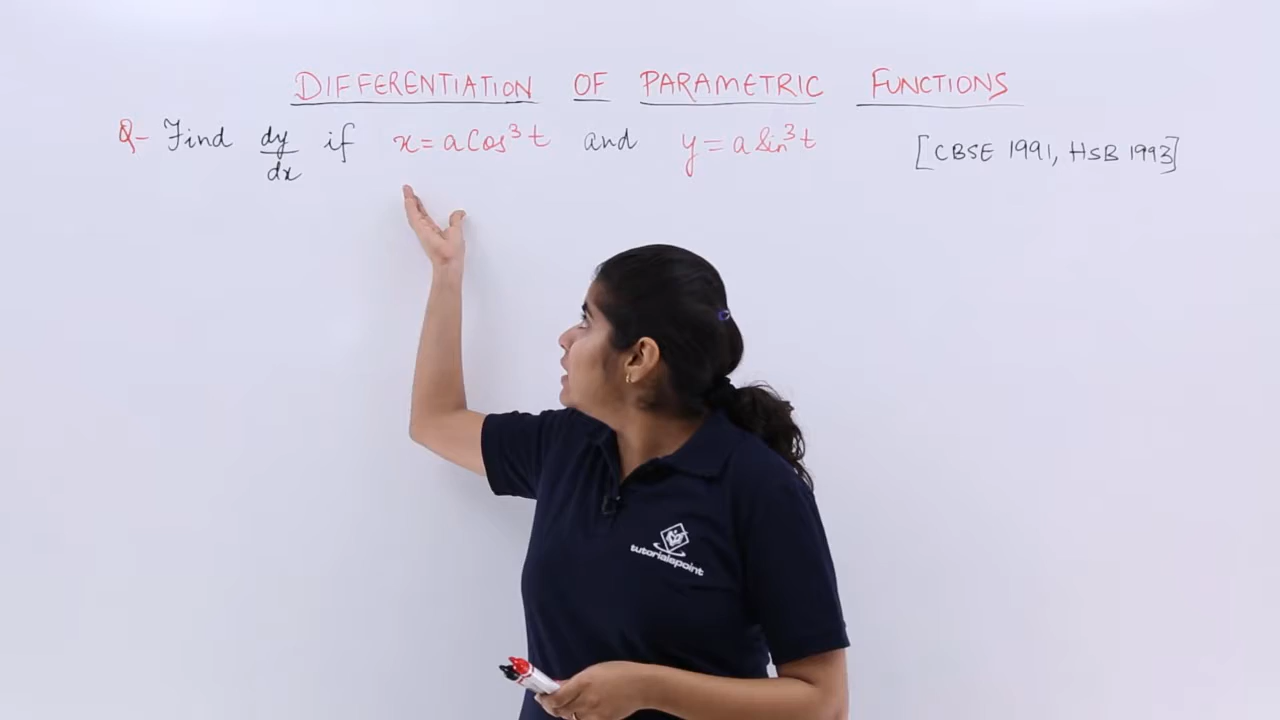 DIFFERENTIATION OF PARAMETRIC FUNCTIONS
Q- Find dy/dx if x = a Cos³t and y = a Sin³t [CBSE 1991, HSB 1993]
tutorialspoint